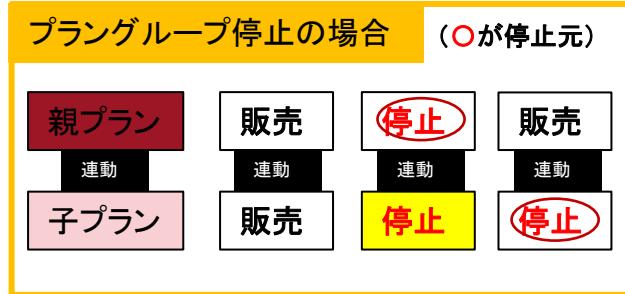 プラングループ停止の場合 (○が停止元)
親プラン 販売 停止 販売
連動 連動 連動 連動
子プラン 販売 停止 停止